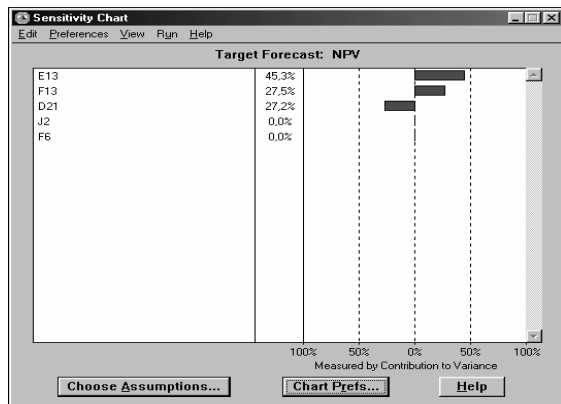 Sensitivity Chart
Edit Preferences View Run Help
Target Forecast: NPV
E13 45,3%
F13 27,5%
D21 27,2%
J2 0,0%
F6 0,0%
100% 50% 0% 50% 100%
Measured by Contribution to Variance
Choose Assumptions... Chart Prefs... Help